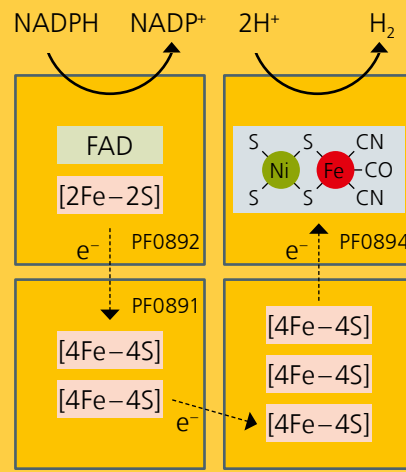 NADPH NADP⁺ 2H⁺ H₂
FAD
[2Fe–2S]
e⁻
PF0892
S S CN
Ni Fe CO
S S CN
e⁻
PF0894
PF0891
[4Fe–4S]
[4Fe–4S]
e⁻
[4Fe–4S]
[4Fe–4S]
[4Fe–4S]